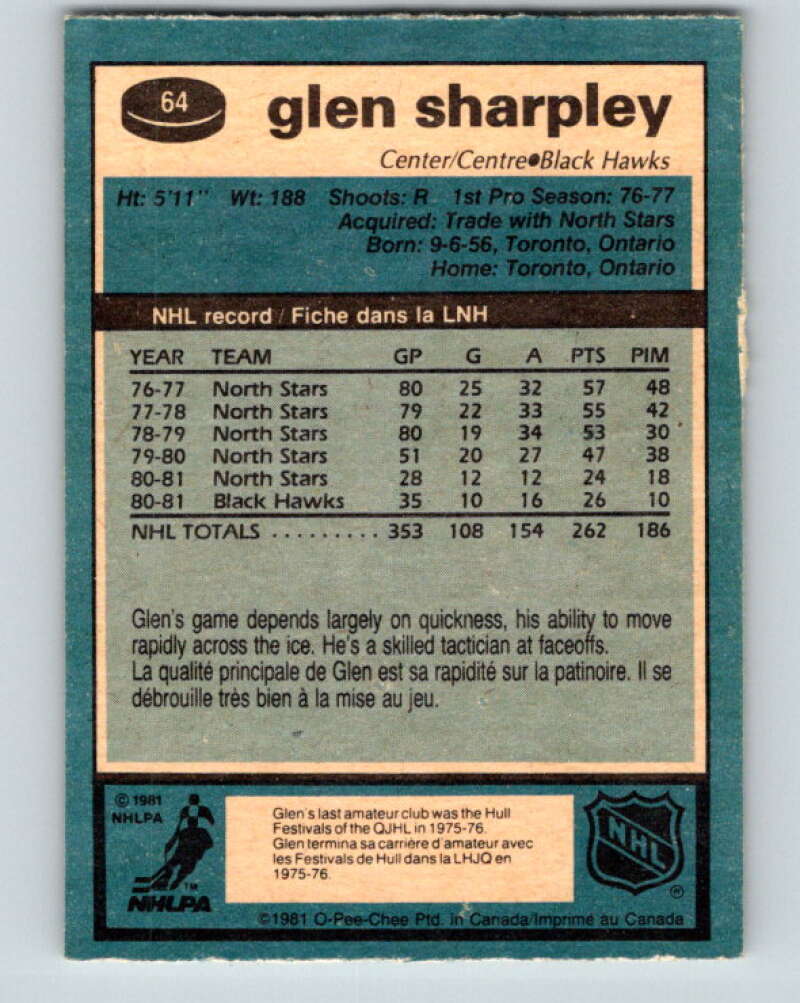 64
glen sharpley
Center/Centre●Black Hawks
Ht: 5'11" Wt: 188 Shoots: R 1st Pro Season: 76-77
Acquired: Trade with North Stars
Born: 9-6-56, Toronto, Ontario
Home: Toronto, Ontario
NHL record / Fiche dans la LNH
YEAR TEAM GP G A PTS PIM
76-77 North Stars 80 25 32 57 48
77-78 North Stars 79 22 33 55 42
78-79 North Stars 80 19 34 53 30
79-80 North Stars 51 20 27 47 38
80-81 North Stars 28 12 12 24 18
80-81 Black Hawks 35 10 16 26 10
NHL TOTALS ......... 353 108 154 262 186
Glen's game depends largely on quickness, his ability to move
rapidly across the ice. He's a skilled tactician at faceoffs.
La qualité principale de Glen est sa rapidité sur la patinoire. Il se
débrouille très bien à la mise au jeu.
© 1981
NHLPA
TM
NHLPA
Glen's last amateur club was the Hull
Festivals of the QJHL in 1975-76.
Glen termina sa carrière d'amateur avec
les Festivals de Hull dans la LHJQ en
1975-76.
NHL
®
©1981 O-Pee-Chee Ptd. in Canada/Imprimé au Canada